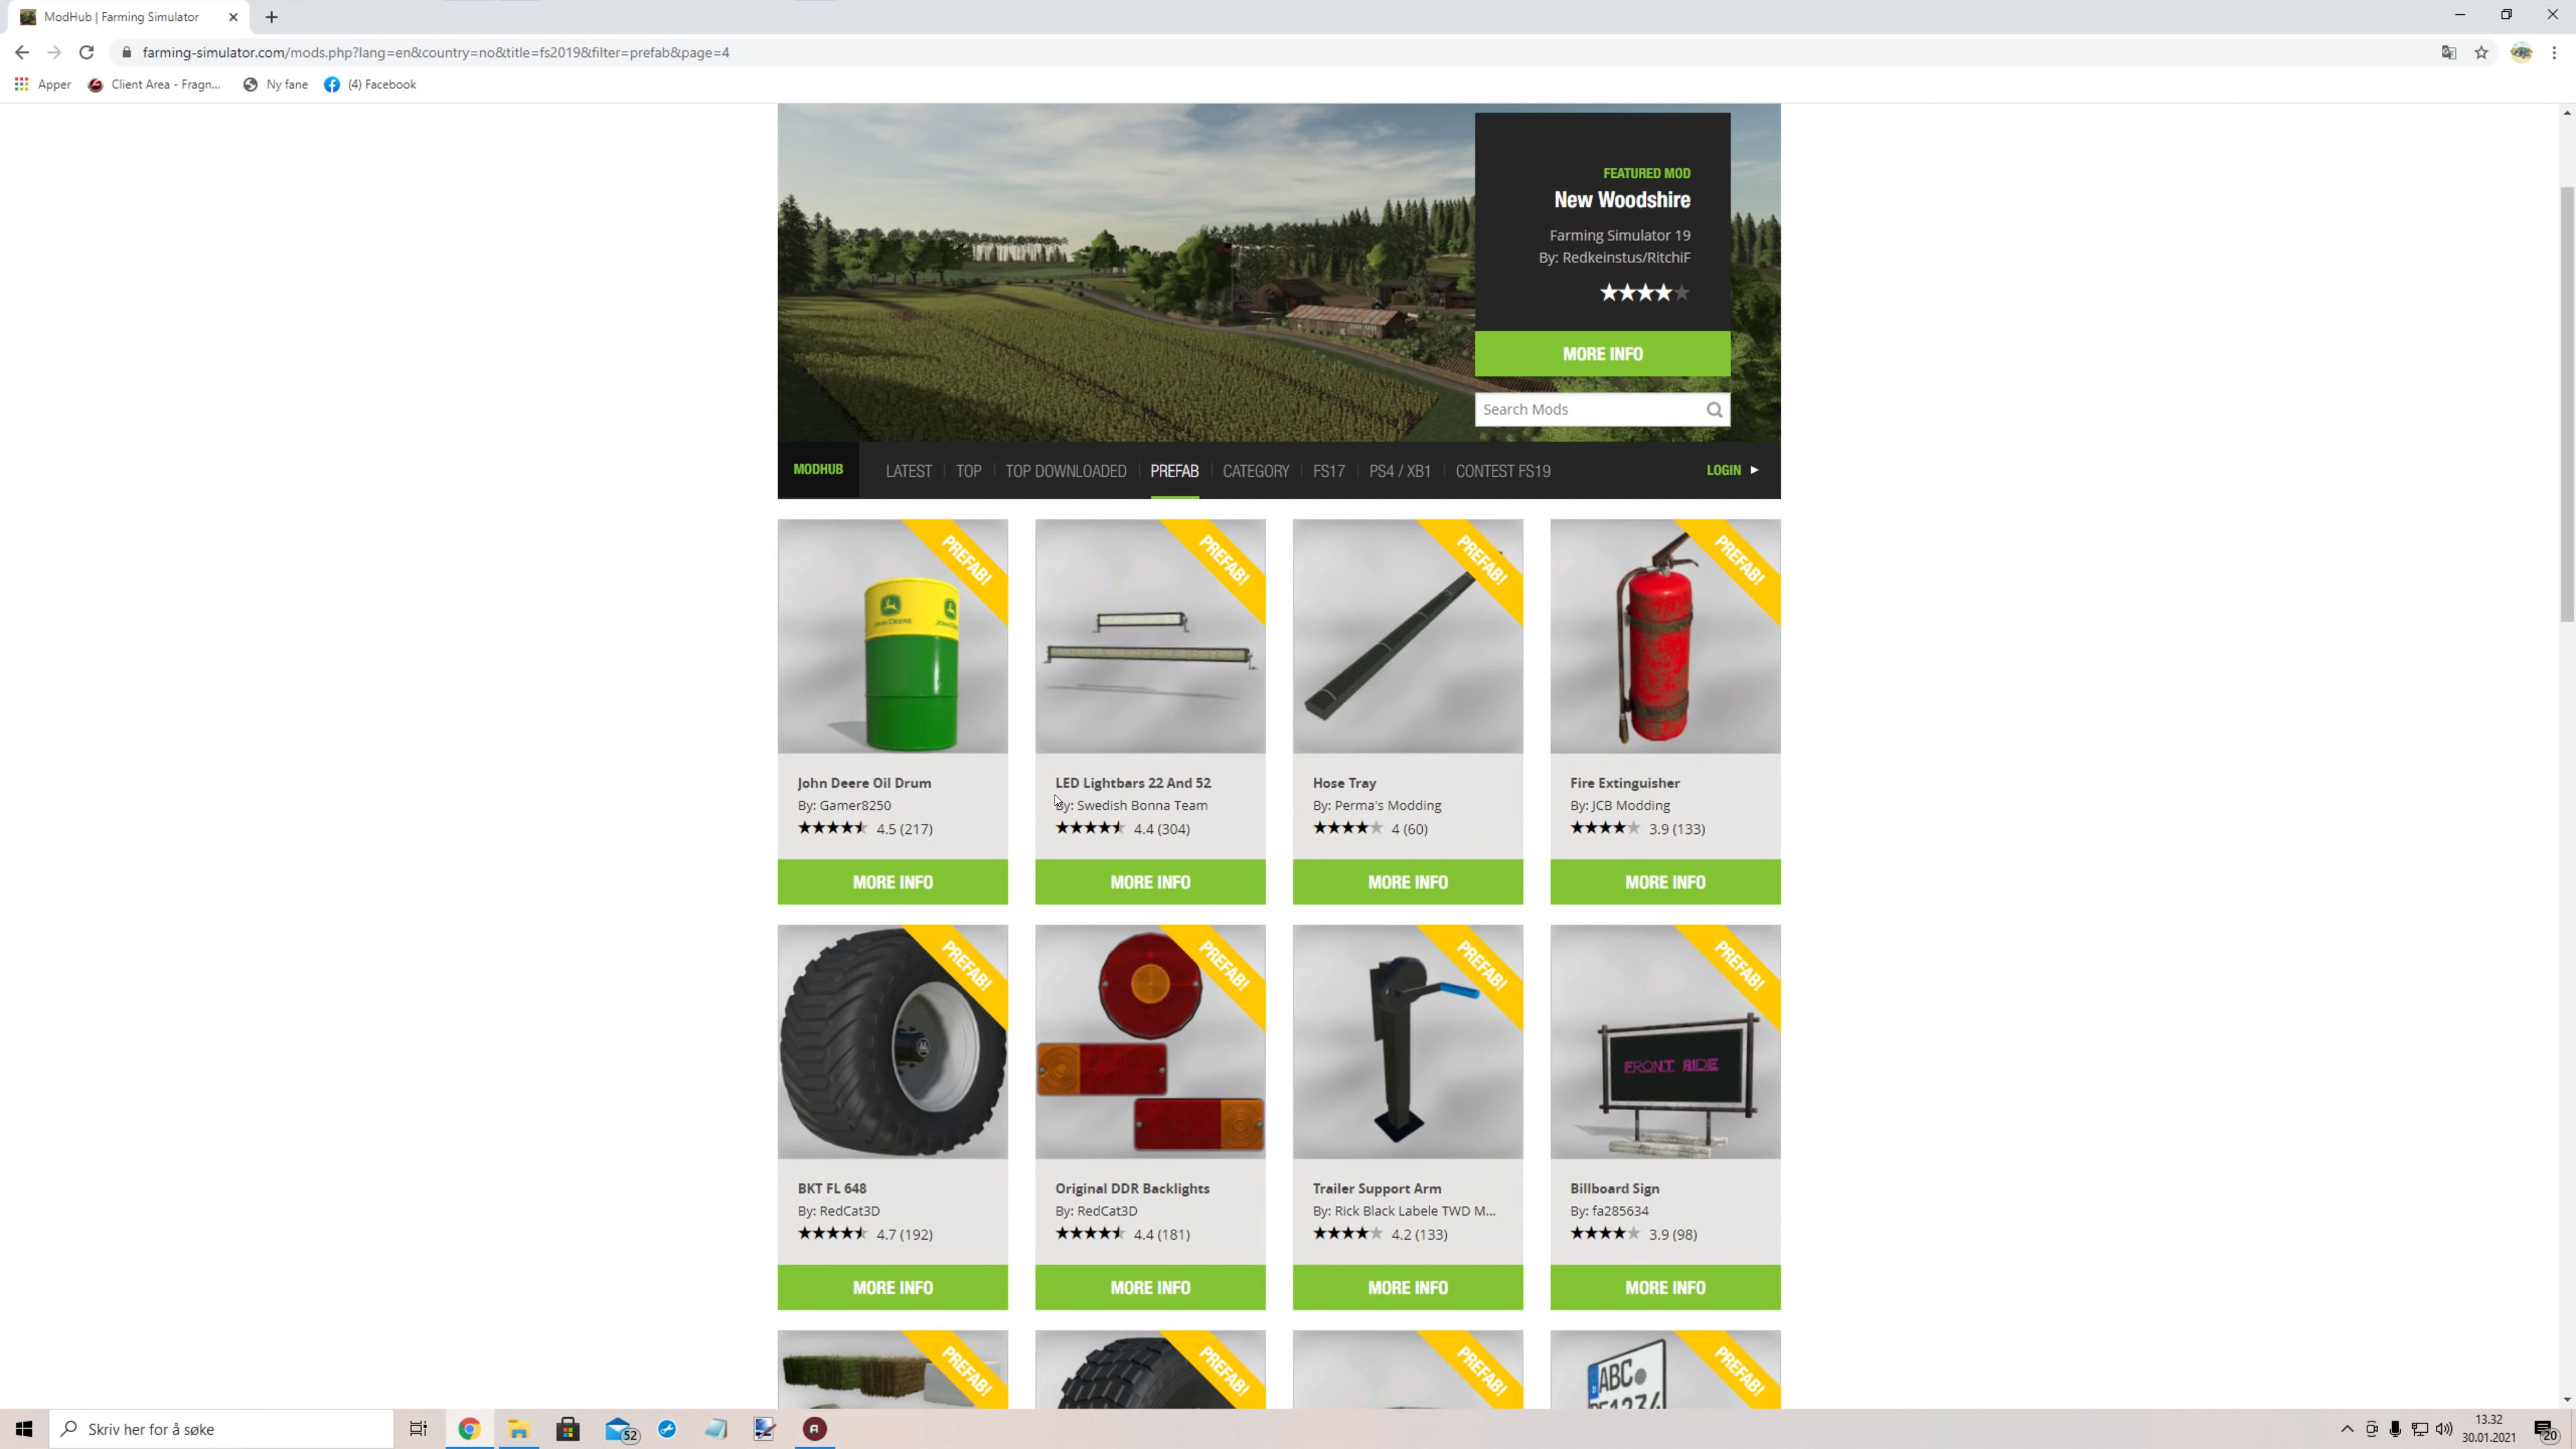 ModHub | Farming Simulator
farming-simulator.com/mods.php?lang=en&country=no&title=fs2019&filter=prefab&page=4
Apper
Client Area - Fragn...
Ny fane
(4) Facebook
FEATURED MOD
New Woodshire
Farming Simulator 19
By: Redkeinstus/RitchiF
MORE INFO
Search Mods
MODHUB LATEST TOP TOP DOWNLOADED PREFAB CATEGORY FS17 PS4 / XB1 CONTEST FS19 LOGIN
PREFAB! PREFAB! PREFAB! PREFAB!
JOHN DEERE
John Deere Oil Drum
By: Gamer8250
4.5 (217)
MORE INFO
LED Lightbars 22 And 52
By: Swedish Bonna Team
4.4 (304)
MORE INFO
Hose Tray
By: Perma's Modding
4 (60)
MORE INFO
Fire Extinguisher
By: JCB Modding
3.9 (133)
MORE INFO
PREFAB! PREFAB! PREFAB! PREFAB!
FRONT SIDE
BKT FL 648
By: RedCat3D
4.7 (192)
MORE INFO
Original DDR Backlights
By: RedCat3D
4.4 (181)
MORE INFO
Trailer Support Arm
By: Rick Black Labele TWD M...
4.2 (133)
MORE INFO
Billboard Sign
By: fa285634
3.9 (98)
MORE INFO
PREFAB! PREFAB! PREFAB! PREFAB!
ABC
Skriv her for å søke
52
13.32
30.01.2021
20